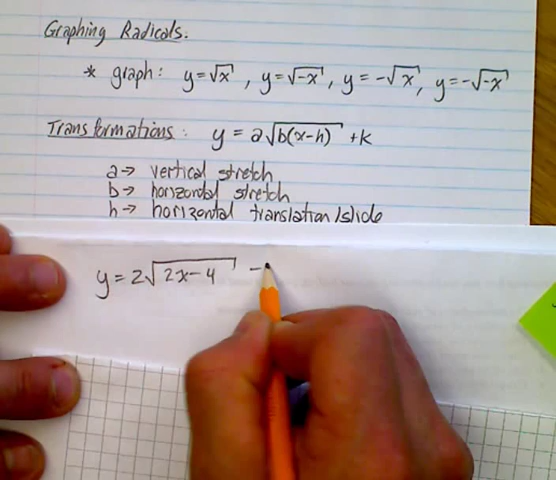 Graphing Radicals.
* graph: y=√x, y=√-x, y=-√x, y=-√-x
Transformations: y = a√b(x-h) +k
a→ vertical stretch
b→ horizontal stretch
h→ horizontal translation/slide
y=2√2x-4 -